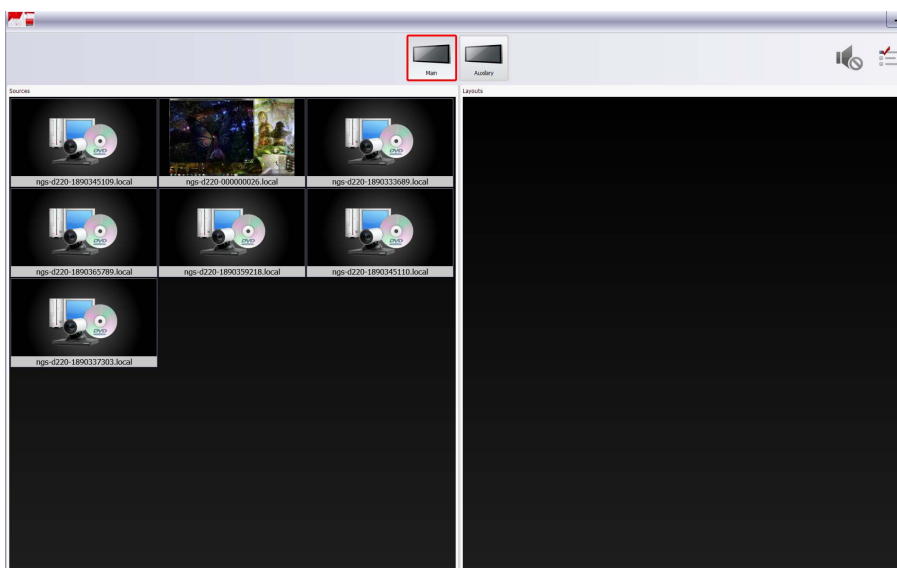 Main
Auxilary
Sources
Layouts
ngs-d220-1890345109.local
ngs-d220-000000026.local
ngs-d220-1890333689.local
ngs-d220-1890365789.local
ngs-d220-1890359218.local
ngs-d220-1890345110.local
ngs-d220-1890337303.local